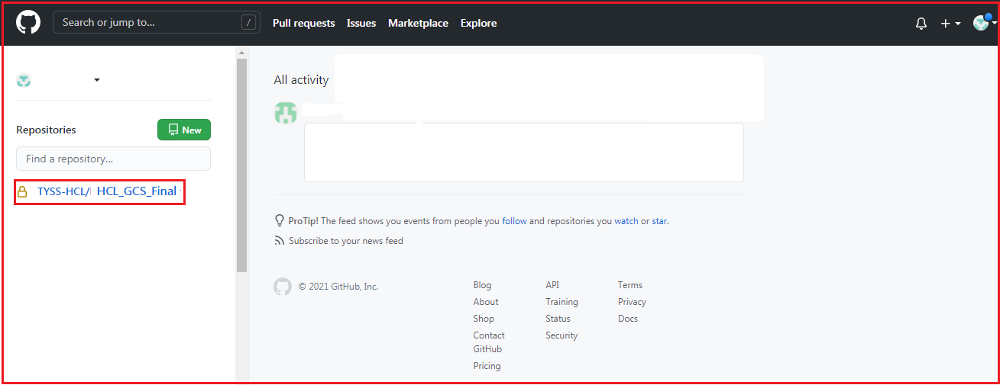 Search or jump to... /
Pull requests Issues Marketplace Explore
Repositories
New
Find a repository...
TYSS-HCL/ HCL_GCS_Final
All activity
ProTip! The feed shows you events from people you follow and repositories you watch or star.
Subscribe to your news feed
© 2021 GitHub, Inc.
Blog
About
Shop
Contact
GitHub
Pricing
API
Training
Status
Security
Terms
Privacy
Docs